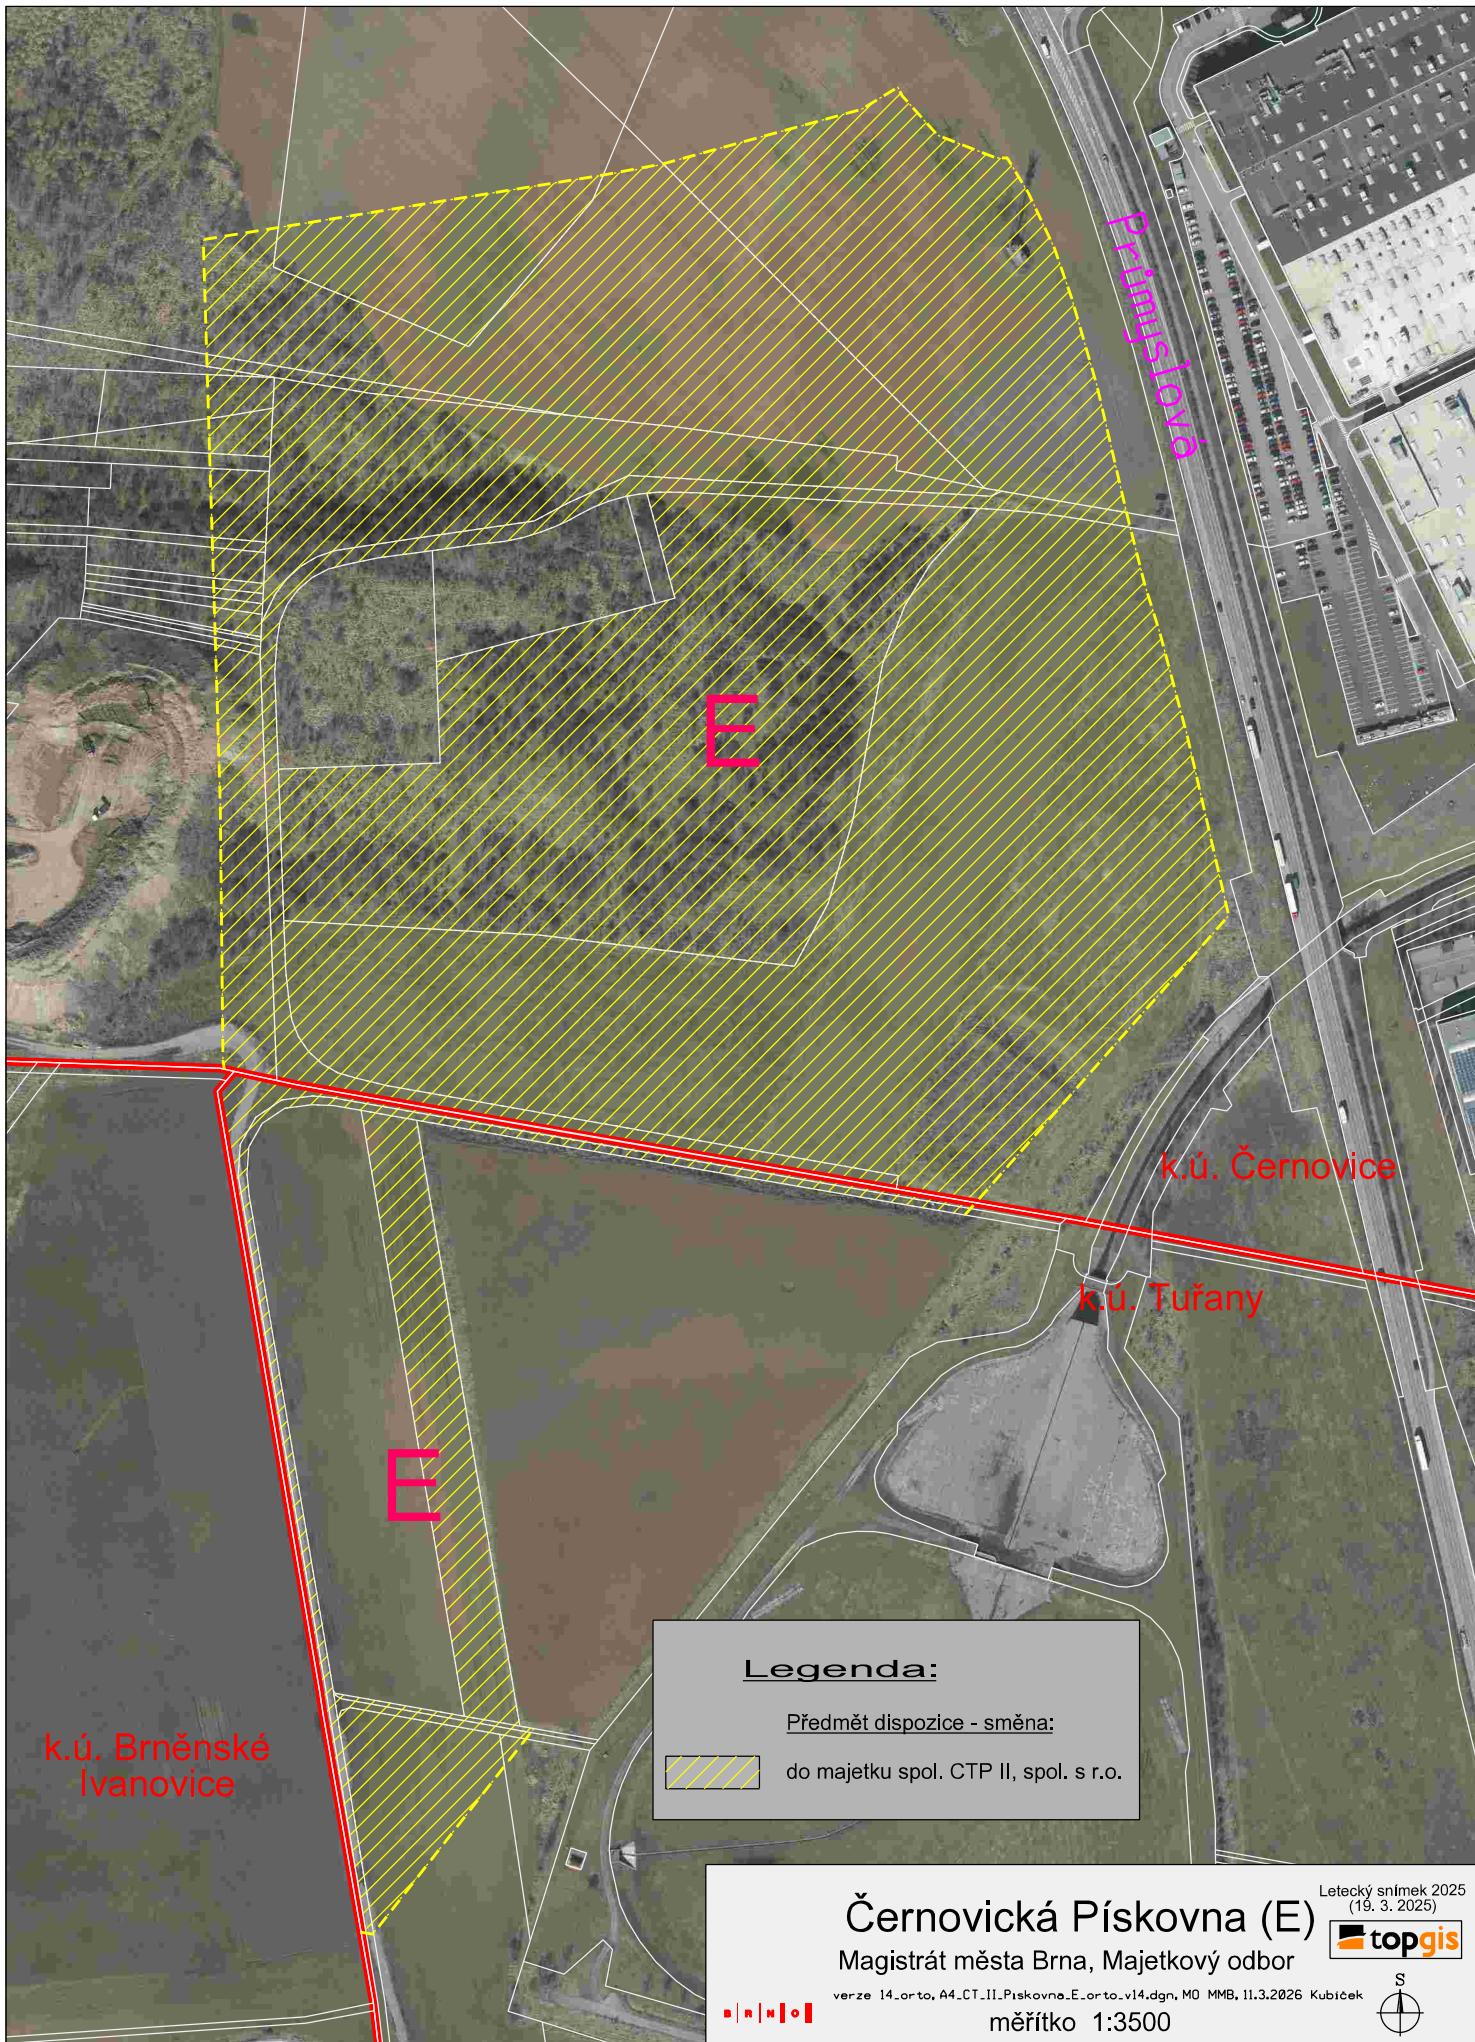 Průmyslová
E
k.ú. Černovice
k.ú. Tuřany
E
k.ú. Brněnské
Ivanovice
Legenda:
Předmět dispozice - směna:
do majetku spol. CTP II, spol. s r.o.
Černovická Pískovna (E)
Letecký snímek 2025
(19. 3. 2025)
topgis
Magistrát města Brna, Majetkový odbor
S
verze 14_orto, A4_CT_II_Piskovna_E_orto_v14.dgn, MO MMB, 11.3.2026 Kubíček
B R N O
měřítko 1:3500